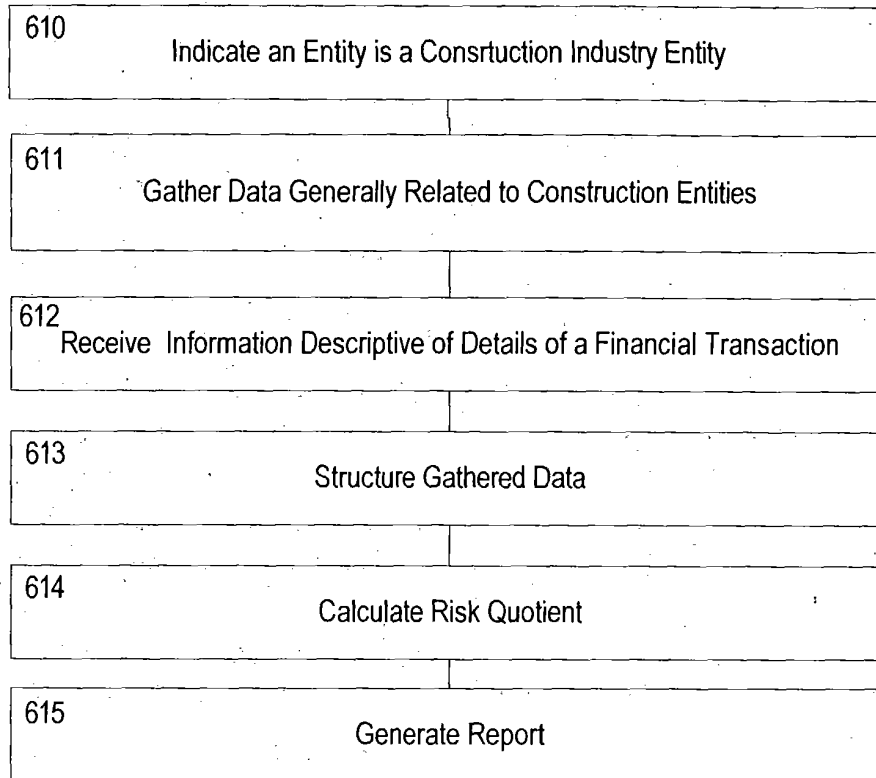 610
Indicate an Entity is a Consrtuction Industry Entity
611
Gather Data Generally Related to Construction Entities
612
Receive Information Descriptive of Details of a Financial Transaction
613
Structure Gathered Data
614
Calculate Risk Quotient
615
Generate Report